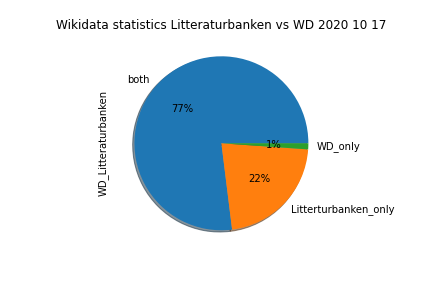 Wikidata statistics Litteraturbanken vs WD 2020 10 17
both
WD_Litteraturbanken
77%
1%
WD_only
22%
Litterturbanken_only